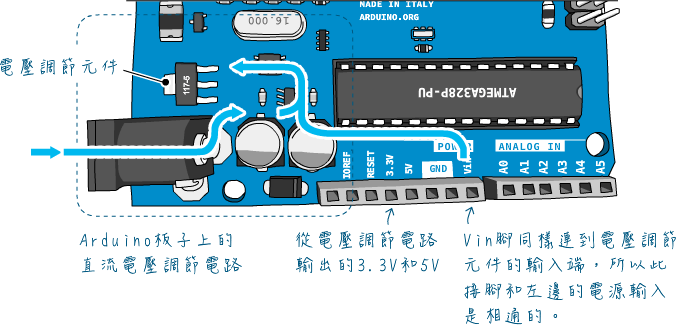 MADE IN ITALY
ARDUINO.ORG
16.000
電壓調節元件
117-5
ATMEGA328P-PU
POWER
ANALOG IN
IOREF
RESET
3.3V
5V
GND
Vin
A0
A1
A2
A3
A4
A5
Arduino板子上的
直流電壓調節電路
從電壓調節電路
輸出的3.3V和5V
Vin腳同樣連到電壓調節
元件的輸入端，所以此
接腳和左邊的電源輸入
是相通的。